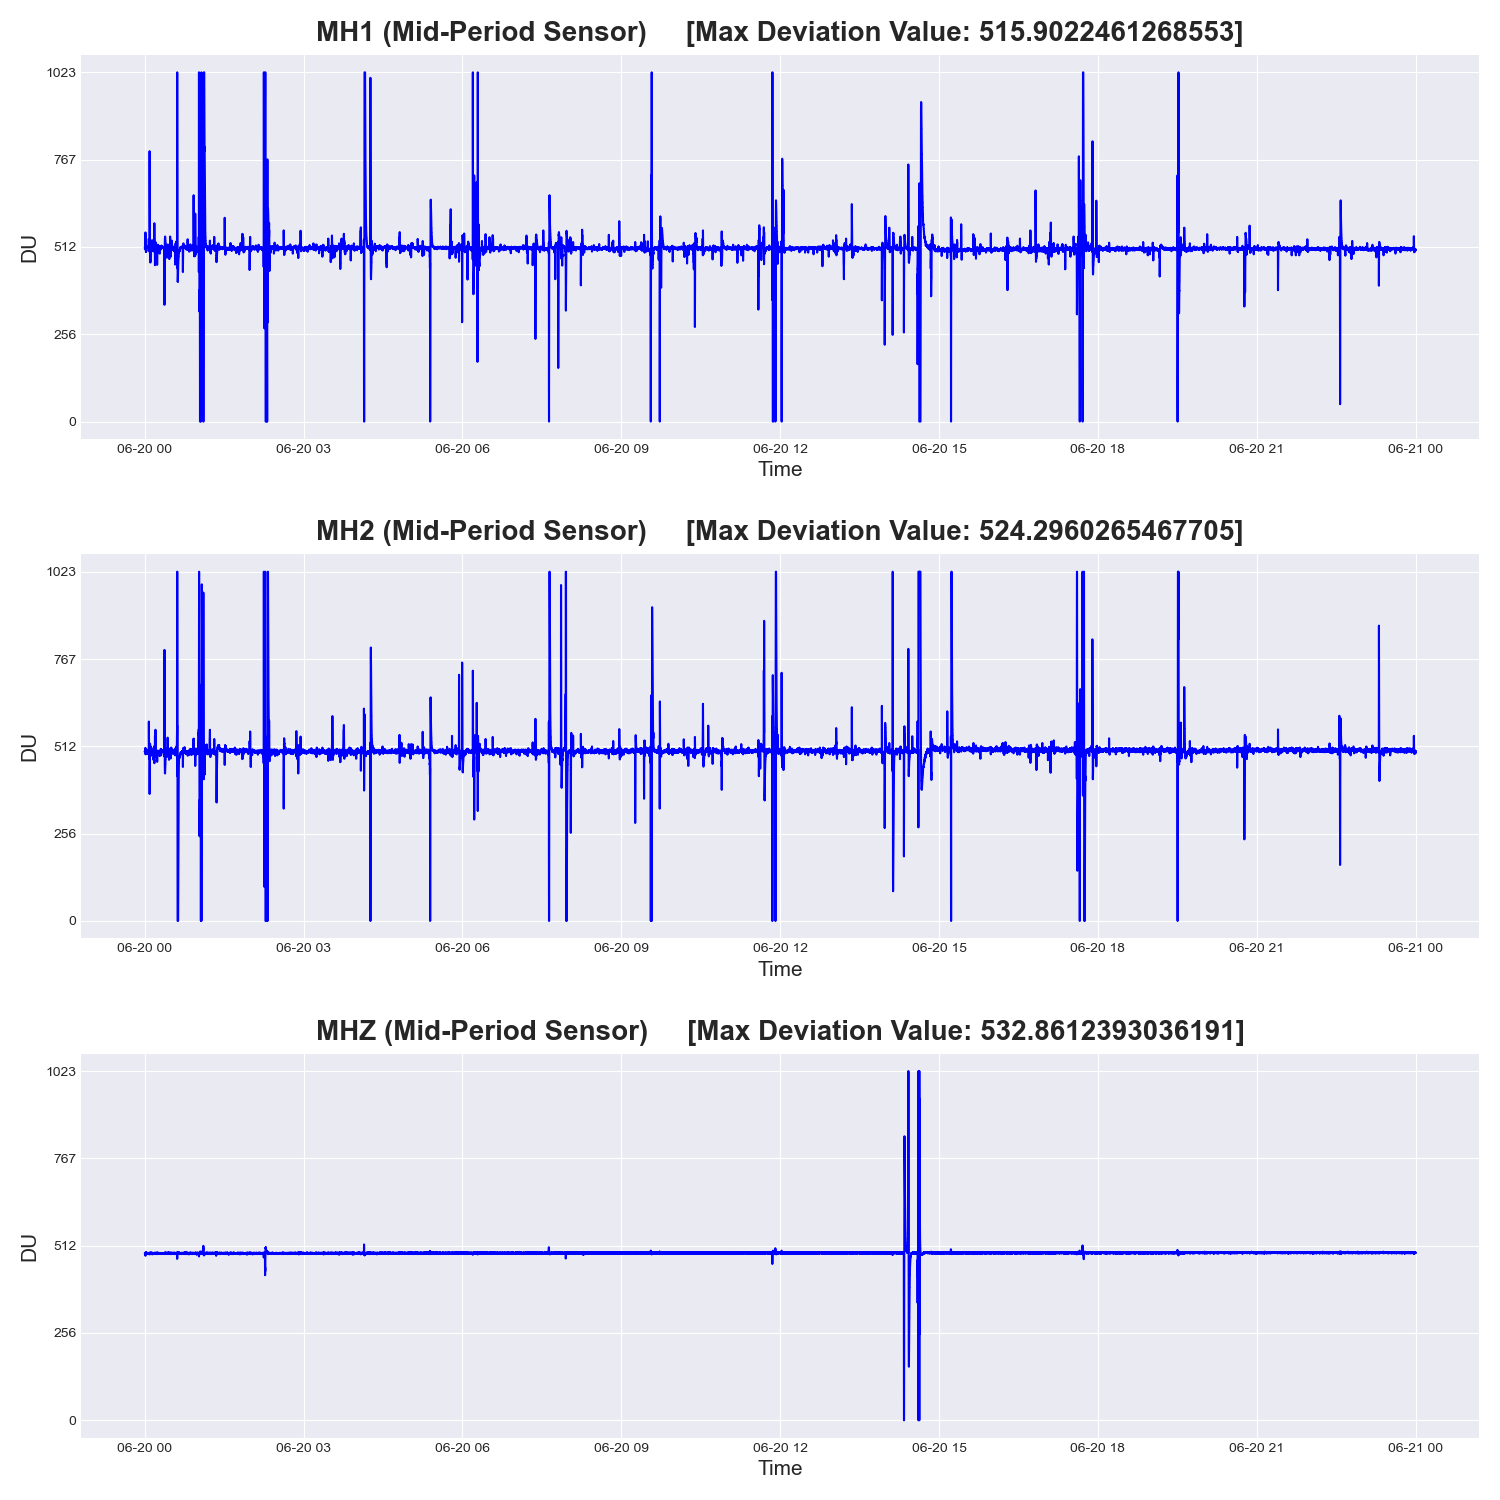 MH1 (Mid-Period Sensor) [Max Deviation Value: 515.9022461268553]
1023
767
512
256
0
DU
06-20 00 06-20 03 06-20 06 06-20 09 06-20 12 06-20 15 06-20 18 06-20 21 06-21 00
Time
MH2 (Mid-Period Sensor) [Max Deviation Value: 524.2960265467705]
1023
767
512
256
0
DU
06-20 00 06-20 03 06-20 06 06-20 09 06-20 12 06-20 15 06-20 18 06-20 21 06-21 00
Time
MHZ (Mid-Period Sensor) [Max Deviation Value: 532.8612393036191]
1023
767
512
256
0
DU
06-20 00 06-20 03 06-20 06 06-20 09 06-20 12 06-20 15 06-20 18 06-20 21 06-21 00
Time